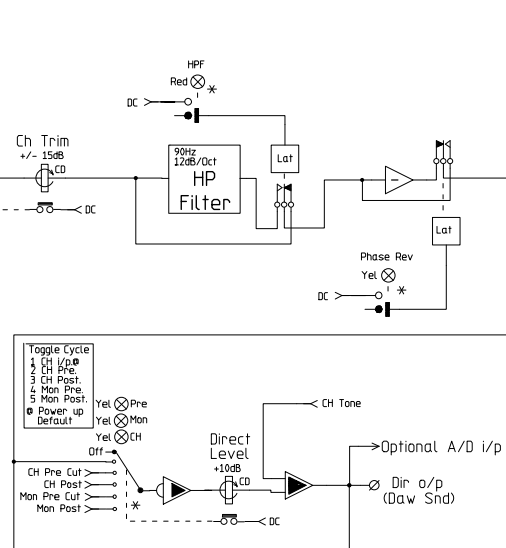 HPF
Red
*
DC
Ch Trim
+/- 15dB
CD
DC
90Hz
12dB/Oct
HP
Filter
Lat
Lat
Phase Rev
Yel
*
DC
Toggle Cycle
1 CH i/p.@
2 CH Pre.
3 CH Post.
4 Mon Pre.
5 Mon Post.
@ Power up
Default
Yel Pre
Yel Mon
Yel CH
Off
CH Pre Cut
CH Post
Mon Pre Cut
Mon Post
*
Direct
Level
+10dB
CD
DC
CH Tone
Optional A/D i/p
Dir o/p
(Daw Snd)